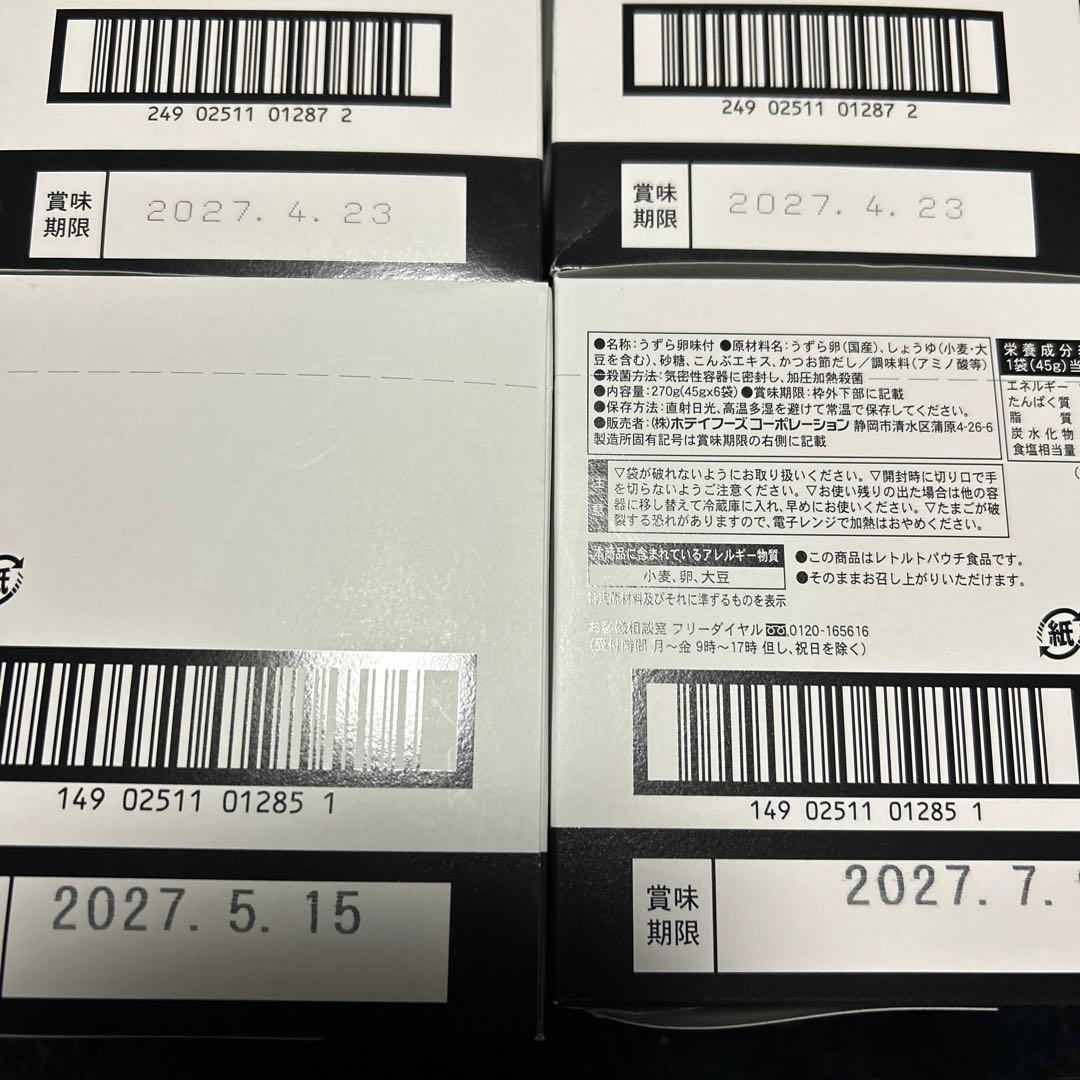 249 02511 01287 2
賞味
期限
2027. 4. 23
249 02511 01287 2
賞味
期限
2027. 4. 23
149 02511 01285 1
2027. 5. 15
●名称：うずら卵味付 ●原材料名：うずら卵（国産）、しょうゆ（小麦・大
豆を含む）、砂糖、こんぶエキス、かつお節だし／調味料（アミノ酸等）
●殺菌方法：気密性容器に密封し、加圧加熱殺菌
●内容量：270g（45g×6袋）●賞味期限：枠外下部に記載
●保存方法：直射日光、高温多湿を避けて常温で保存してください。
●販売者：（株）ホテイフーズコーポレーション 静岡市清水区蒲原4-26-6
製造所固有記号は賞味期限の右側に記載
栄養成分
1袋（45g）当
エネルギー
たんぱく質
脂質
炭水化物
食塩相当量
注意
▽袋が破れないようにお取り扱いください。▽開封時に切り口で手
を切らないようご注意ください。▽お使い残りの出た場合は他の容
器に移し替えて冷蔵庫に入れ、早めにお使いください。▽たまごが破
裂する恐れがありますので、電子レンジで加熱はおやめください。
本商品に含まれているアレルギー物質
小麦、卵、大豆
特定原材料及びそれに準ずるものを表示
●この商品はレトルトパウチ食品です。
●そのままお召し上がりいただけます。
お客様相談室 フリーダイヤル 0120-165616
（受付時間 月～金 9時～17時 但し、祝日を除く）
紙
149 02511 01285 1
賞味
期限
2027. 7.